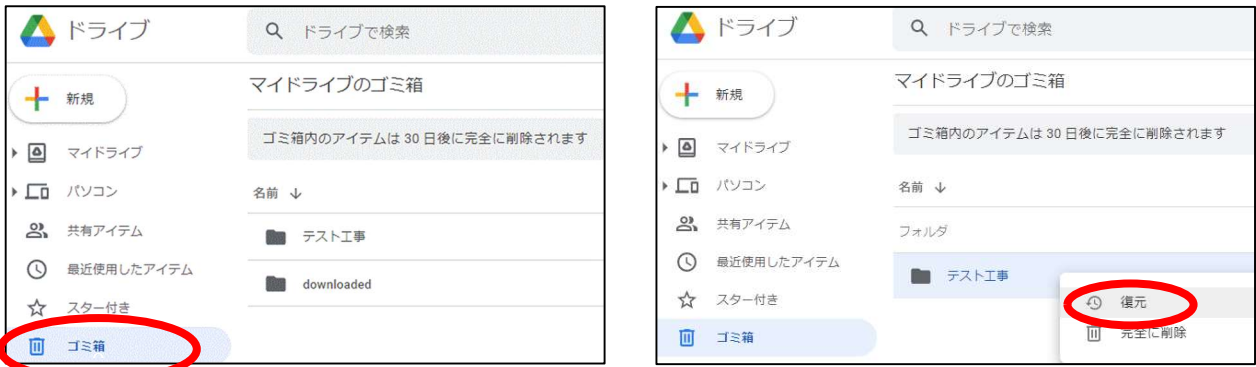 ドライブ
ドライブで検索
新規
マイドライブのゴミ箱
ゴミ箱内のアイテムは 30 日後に完全に削除されます
マイドライブ
パソコン
名前
共有アイテム
テスト工事
最近使用したアイテム
downloaded
スター付き
ゴミ箱
ドライブ
ドライブで検索
新規
マイドライブのゴミ箱
ゴミ箱内のアイテムは 30 日後に完全に削除されます
マイドライブ
パソコン
名前
共有アイテム
フォルダ
最近使用したアイテム
テスト工事
スター付き
復元
ゴミ箱
完全に削除